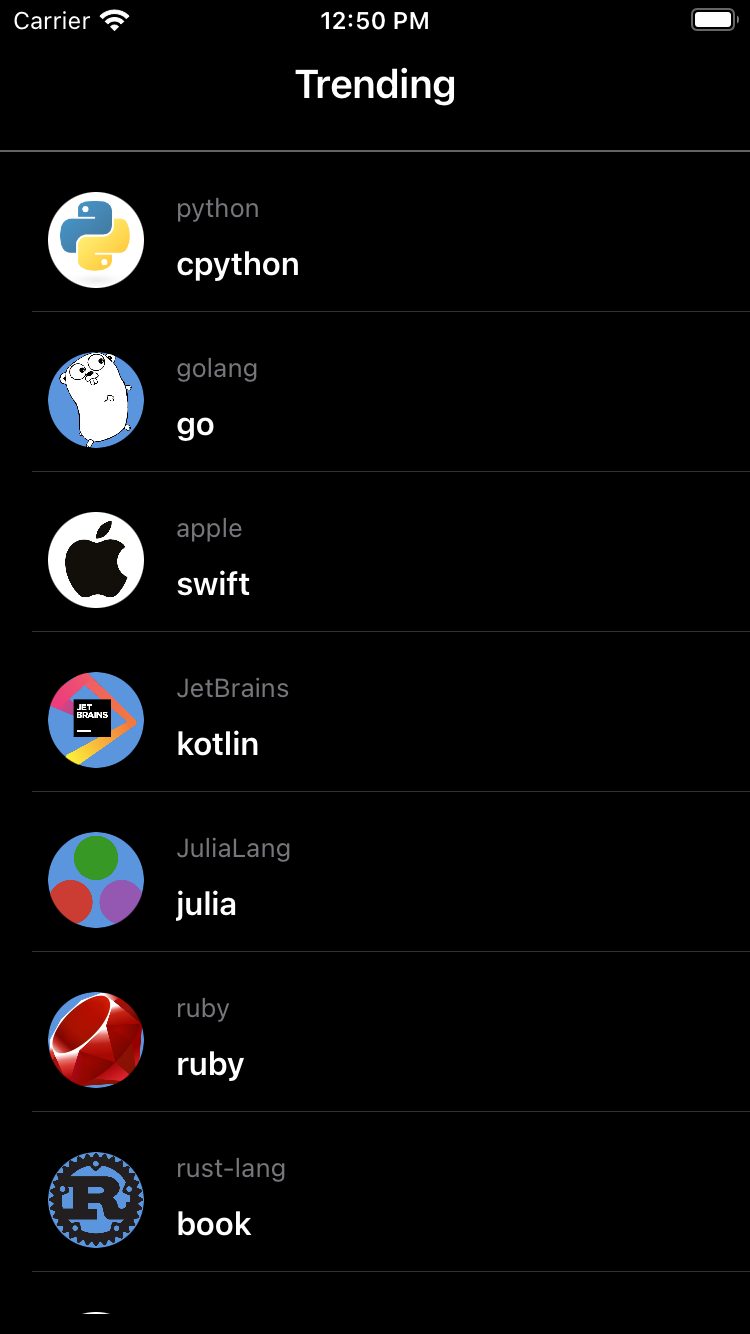 Carrier 12:50 PM
Trending
python
cpython
golang
go
apple
swift
JetBrains
JET
BRAINS
kotlin
JuliaLang
julia
ruby
ruby
rust-lang
R
book